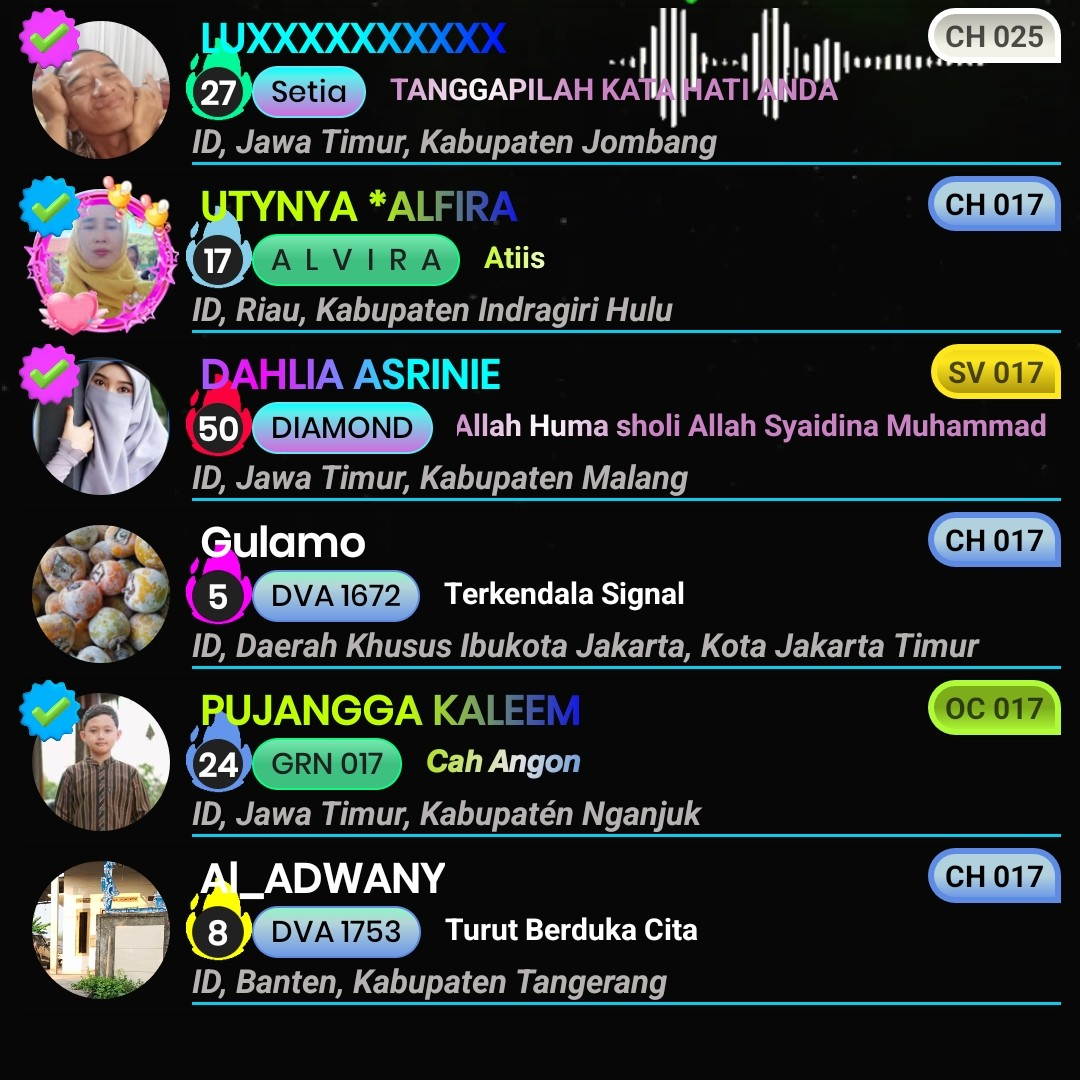 LUXXXXXXXXXX
CH 025
27 Setia TANGGAPILAH KATA HATI ANDA
ID, Jawa Timur, Kabupaten Jombang
UTYNYA *ALFIRA
CH 017
17 A L V I R A Atiis
ID, Riau, Kabupaten Indragiri Hulu
DAHLIA ASRINIE
SV 017
50 DIAMOND Allah Huma sholi Allah Syaidina Muhammad
ID, Jawa Timur, Kabupaten Malang
Gulamo
CH 017
5 DVA 1672 Terkendala Signal
ID, Daerah Khusus Ibukota Jakarta, Kota Jakarta Timur
PUJANGGA KALEEM
OC 017
24 GRN 017 Cah Angon
ID, Jawa Timur, Kabupatén Nganjuk
Al_ADWANY
CH 017
8 DVA 1753 Turut Berduka Cita
ID, Banten, Kabupaten Tangerang